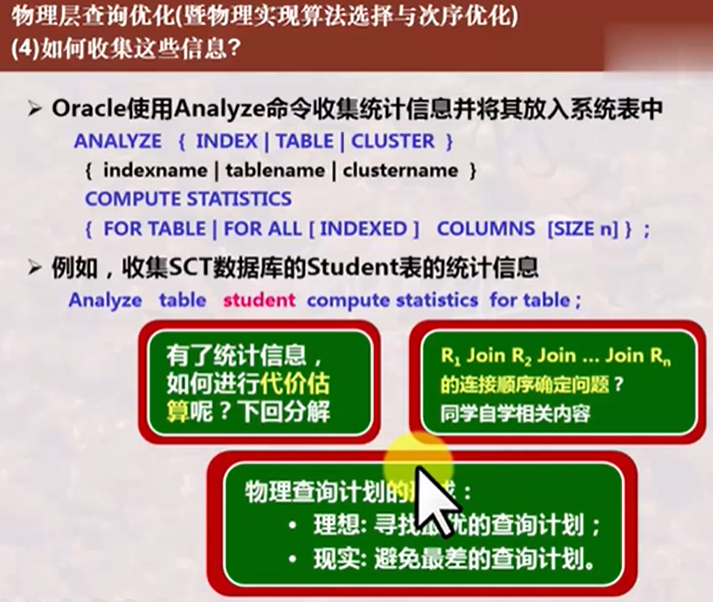 物理层查询优化(暨物理实现算法选择与次序优化)
(4)如何收集这些信息?
➢ Oracle使用Analyze命令收集统计信息并将其放入系统表中
ANALYZE { INDEX | TABLE | CLUSTER }
{ indexname | tablename | clustername }
COMPUTE STATISTICS
{ FOR TABLE | FOR ALL [ INDEXED ] COLUMNS [SIZE n] } ;
➢ 例如，收集SCT数据库的Student表的统计信息
Analyze table student compute statistics for table ;
有了统计信息，
如何进行代价估
算呢？下回分解
R1 Join R2 Join ... Join Rn
的连接顺序确定问题？
同学自学相关内容
物理查询计划的：
• 理想: 寻找最优的查询计划；
• 现实: 避免最差的查询计划。